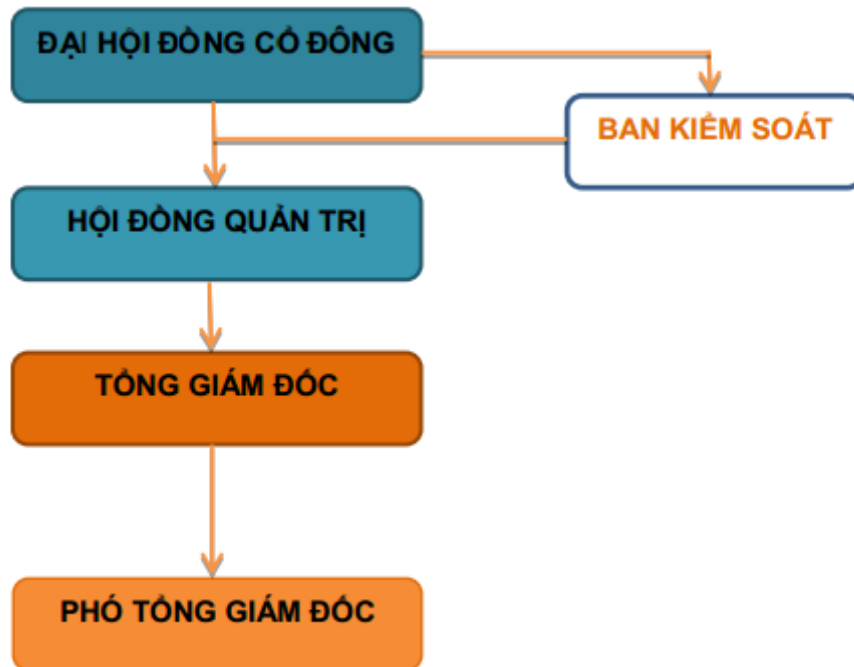 ĐẠI HỘI ĐỒNG CỔ ĐÔNG
BAN KIỂM SOÁT
HỘI ĐỒNG QUẢN TRỊ
TỔNG GIÁM ĐỐC
PHÓ TỔNG GIÁM ĐỐC